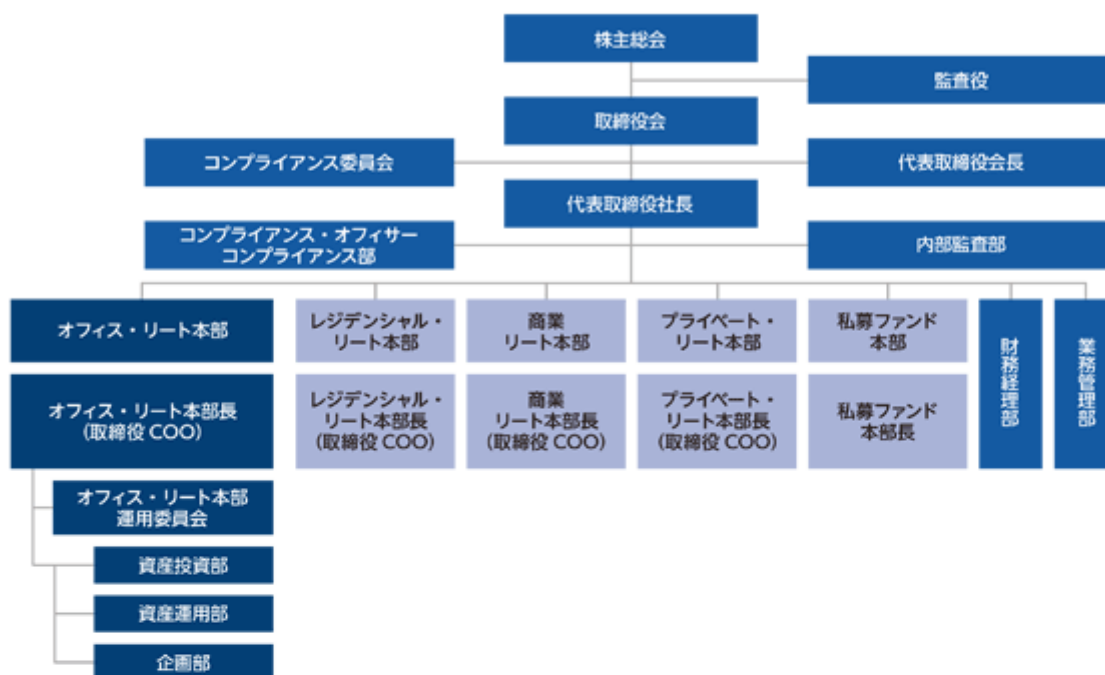 株主総会
監査役
取締役会
コンプライアンス委員会
代表取締役会長
代表取締役社長
コンプライアンス・オフィサー
コンプライアンス部
内部監査部
オフィス・リート本部
レジデンシャル・
リート本部
商業
リート本部
プライベート・
リート本部
私募ファンド
本部
財務経理部
業務管理部
オフィス・リート本部長
(取締役 COO)
レジデンシャル・
リート本部長
(取締役 COO)
商業
リート本部長
(取締役 COO)
プライベート・
リート本部長
(取締役 COO)
私募ファンド
本部長
オフィス・リート本部
運用委員会
資産投資部
資産運用部
企画部